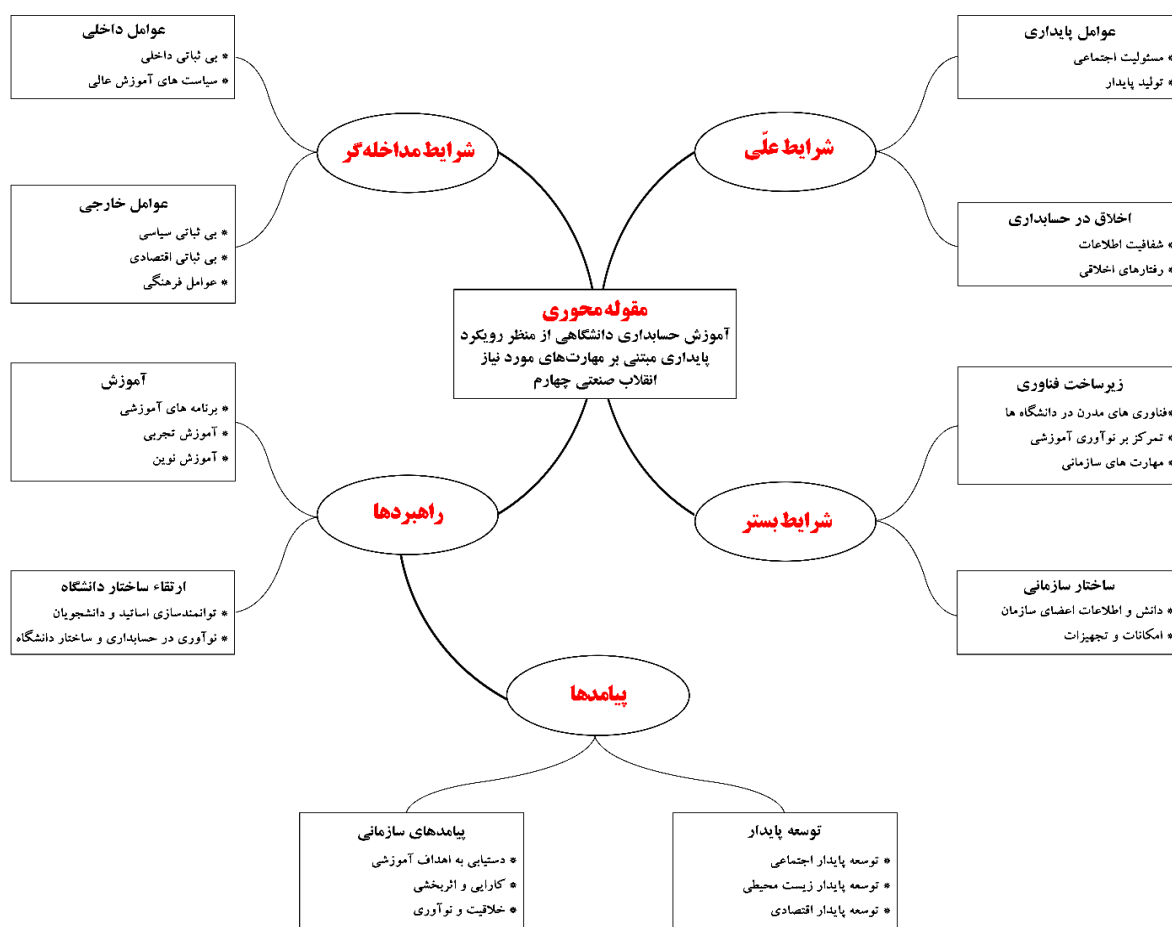 عوامل پایداری
* مسئولیت اجتماعی
* تولید پایدار
شرایط علّی
اخلاق در حسابداری
* شفافیت اطلاعات
* رفتارهای اخلاقی
عوامل داخلی
* بی ثباتی داخلی
* سیاست های آموزش عالی
شرایط مداخله‌گر
عوامل خارجی
* بی ثباتی سیاسی
* بی ثباتی اقتصادی
* عوامل فرهنگی
مقوله محوری
آموزش حسابداری دانشگاهی از منظر رویکرد
پایداری مبتنی بر مهارت‌های مورد نیاز
انقلاب صنعتی چهارم
زیرساخت فناوری
*فناوری های مدرن در دانشگاه ها
* تمرکز بر نوآوری آموزشی
* مهارت های سازمانی
شرایط بستر
ساختار سازمانی
* دانش و اطلاعات اعضای سازمان
* امکانات و تجهیزات
آموزش
* برنامه های آموزشی
* آموزش تجربی
* آموزش نوین
راهبردها
ارتقاء ساختار دانشگاه
* توانمندسازی اساتید و دانشجویان
* نوآوری در حسابداری و ساختار دانشگاه
پیامدها
توسعه پایدار
* توسعه پایدار اجتماعی
* توسعه پایدار زیست محیطی
* توسعه پایدار اقتصادی
پیامدهای سازمانی
* دستیابی به اهداف آموزشی
* کارایی و اثربخشی
* خلاقیت و نوآوری